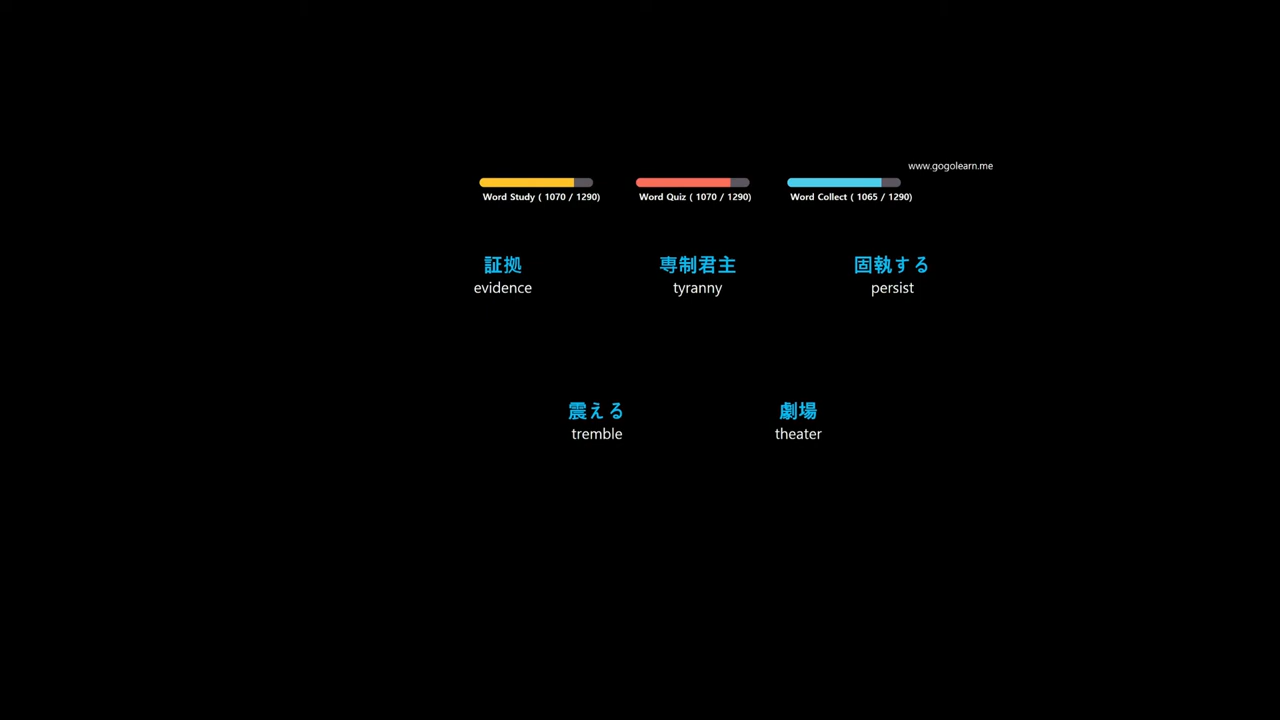 www.gogolearn.me
Word Study ( 1070 / 1290)
Word Quiz ( 1070 / 1290)
Word Collect ( 1065 / 1290)
証拠
evidence
専制君主
tyranny
固執する
persist
震える
tremble
劇場
theater